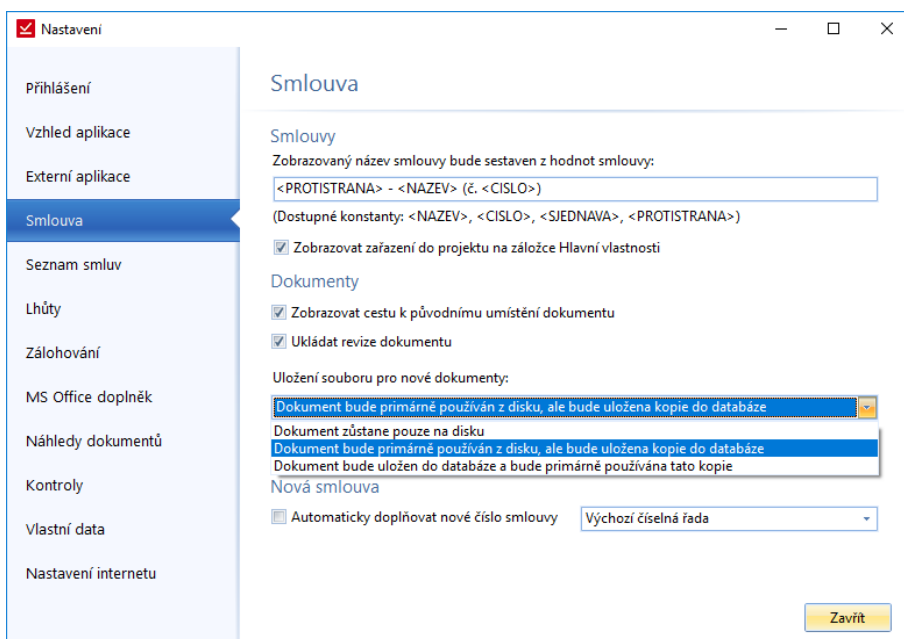 Nastavení
Přihlášení
Vzhled aplikace
Externí aplikace
Smlouva
Seznam smluv
Lhůty
Zálohování
MS Office doplněk
Náhledy dokumentů
Kontroly
Vlastní data
Nastavení internetu
Smlouva
Smlouvy
Zobrazovaný název smlouvy bude sestaven z hodnot smlouvy:
<PROTISTRANA> - <NAZEV> (č. <CISLO>)
(Dostupné konstanty: <NAZEV>, <CISLO>, <SJEDNAVA>, <PROTISTRANA>)
Zobrazovat zařazení do projektu na záložce Hlavní vlastnosti
Dokumenty
Zobrazovat cestu k původnímu umístění dokumentu
Ukládat revize dokumentu
Uložení souboru pro nové dokumenty:
Dokument bude primárně používán z disku, ale bude uložena kopie do databáze
Dokument zůstane pouze na disku
Dokument bude primárně používán z disku, ale bude uložena kopie do databáze
Dokument bude uložen do databáze a bude primárně používána tato kopie
Nová smlouva
Automaticky doplňovat nové číslo smlouvy
Výchozí číselná řada
Zavřít